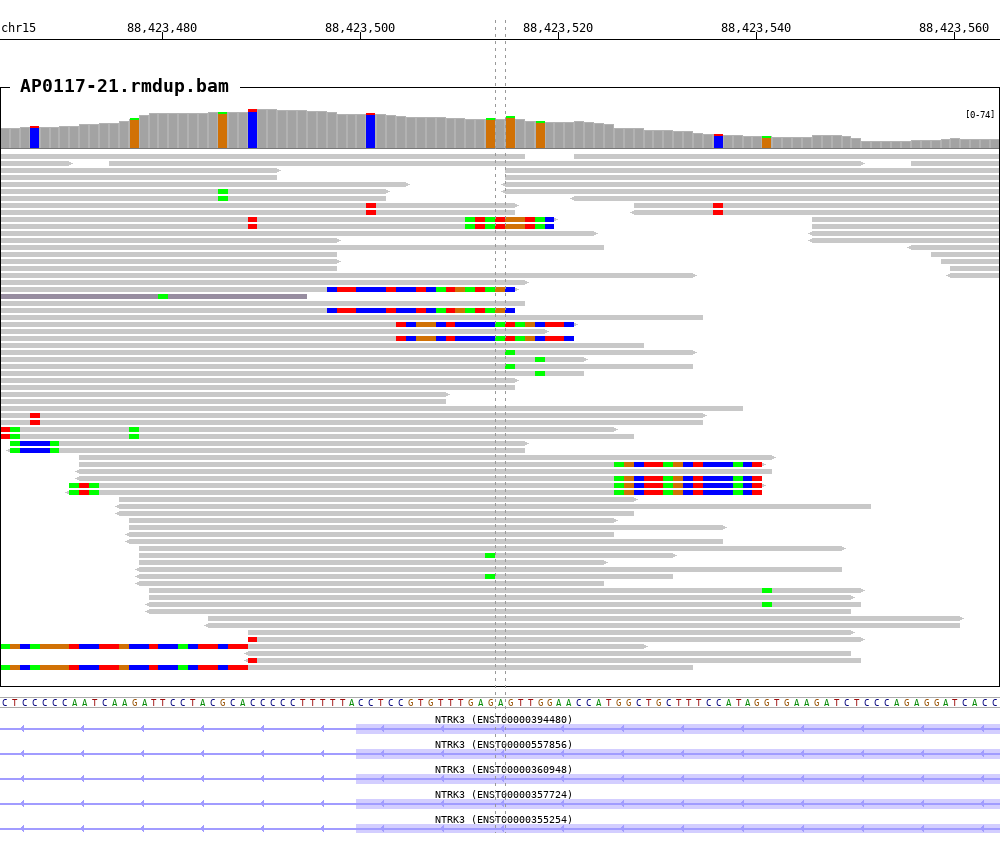 chr15 88,423,480 88,423,500 88,423,520 88,423,540 88,423,560
AP0117-21.rmdup.bam
[0-74]
CTCCCCCAATCAAGATTCCTACGCACCCCCTTTTTACCTCCGTGTTTGAGAGTTGGAACCATGGCTGCTTTCCATAGGTGAAGATCTCCCAGAGGATCACC
NTRK3 (ENST00000394480)
NTRK3 (ENST00000557856)
NTRK3 (ENST00000360948)
NTRK3 (ENST00000357724)
NTRK3 (ENST00000355254)